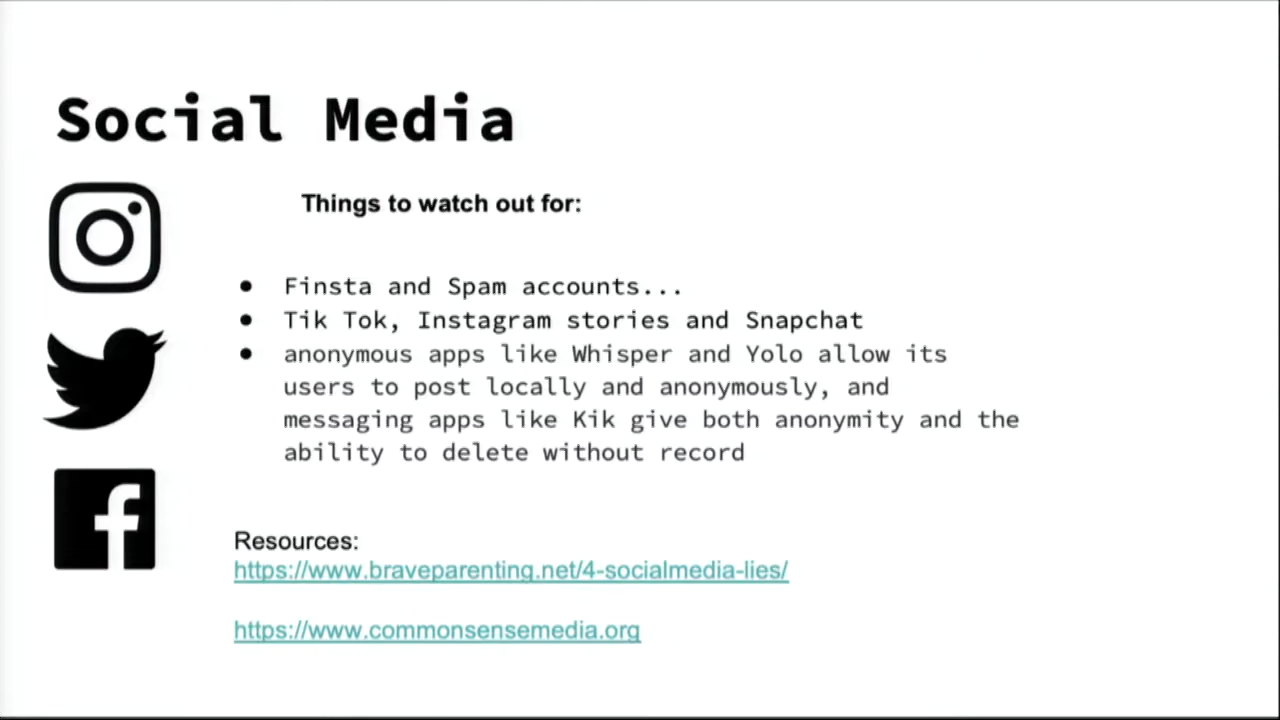 Social Media
Things to watch out for:
● Finsta and Spam accounts...
● Tik Tok, Instagram stories and Snapchat
● anonymous apps like Whisper and Yolo allow its
users to post locally and anonymously, and
messaging apps like Kik give both anonymity and the
ability to delete without record
Resources:
https://www.braveparenting.net/4-socialmedia-lies/
https://www.commonsensemedia.org